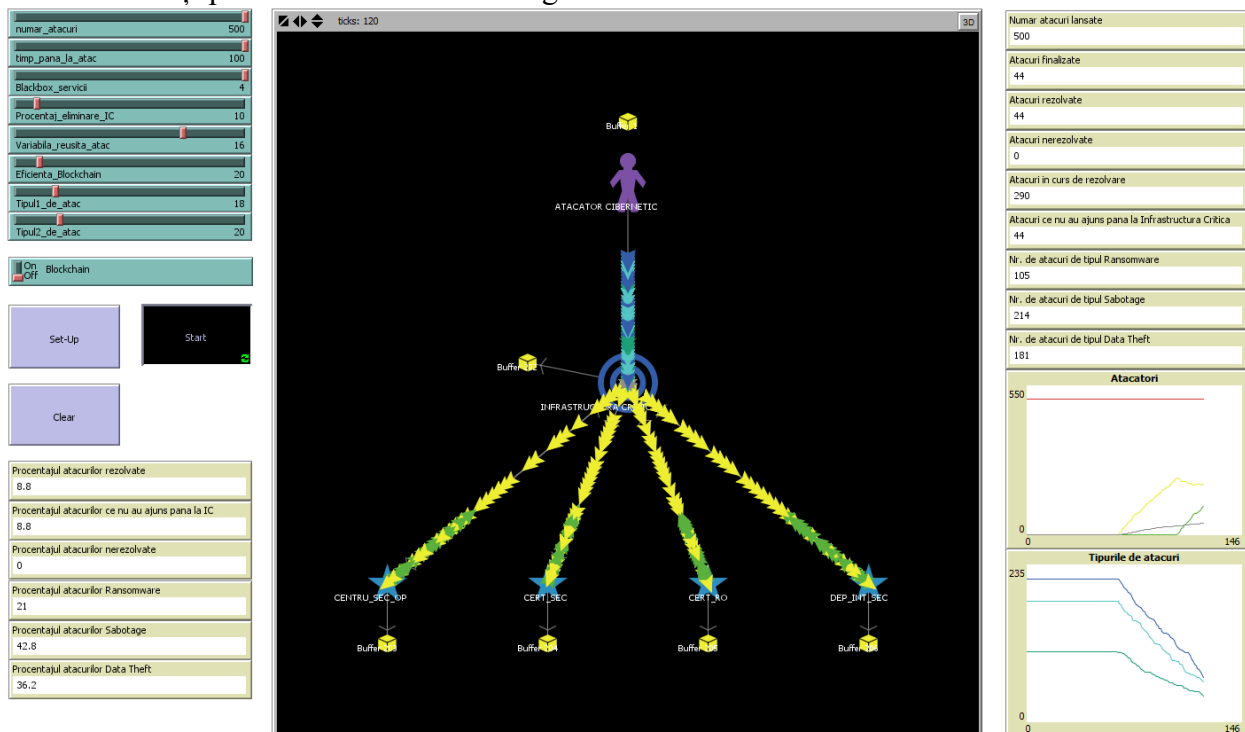 ticks: 120
3D
numar_atacuri 500
timp_pana_la_atac 100
Blackbox_servicii 4
Procentaj_eliminare_IC 10
Variabila_reusita_atac 16
Eficienta_Blockchain 20
Tipul1_de_atac 18
Tipul2_de_atac 20
On
Off
Blockchain
Set-Up
Start
Clear
Procentajul atacurilor rezolvate
8.8
Procentajul atacurilor ce nu au ajuns pana la IC
8.8
Procentajul atacurilor nerezolvate
0
Procentajul atacurilor Ransomware
21
Procentajul atacurilor Sabotage
42.8
Procentajul atacurilor Data Theft
36.2
ATACATOR CIBERNETIC
CENTRU_SEC_OP
CERT_SEC
CERT_RO
DEP_INT_SEC
Numar atacuri lansate
500
Atacuri finalizate
44
Atacuri rezolvate
44
Atacuri nerezolvate
0
Atacuri in curs de rezolvare
290
Atacuri ce nu au ajuns pana la Infrastructura Critica
44
Nr. de atacuri de tipul Ransomware
105
Nr. de atacuri de tipul Sabotage
214
Nr. de atacuri de tipul Data Theft
181
Atacatori
550
0
0
146
Tipurile de atacuri
235
0
0
146